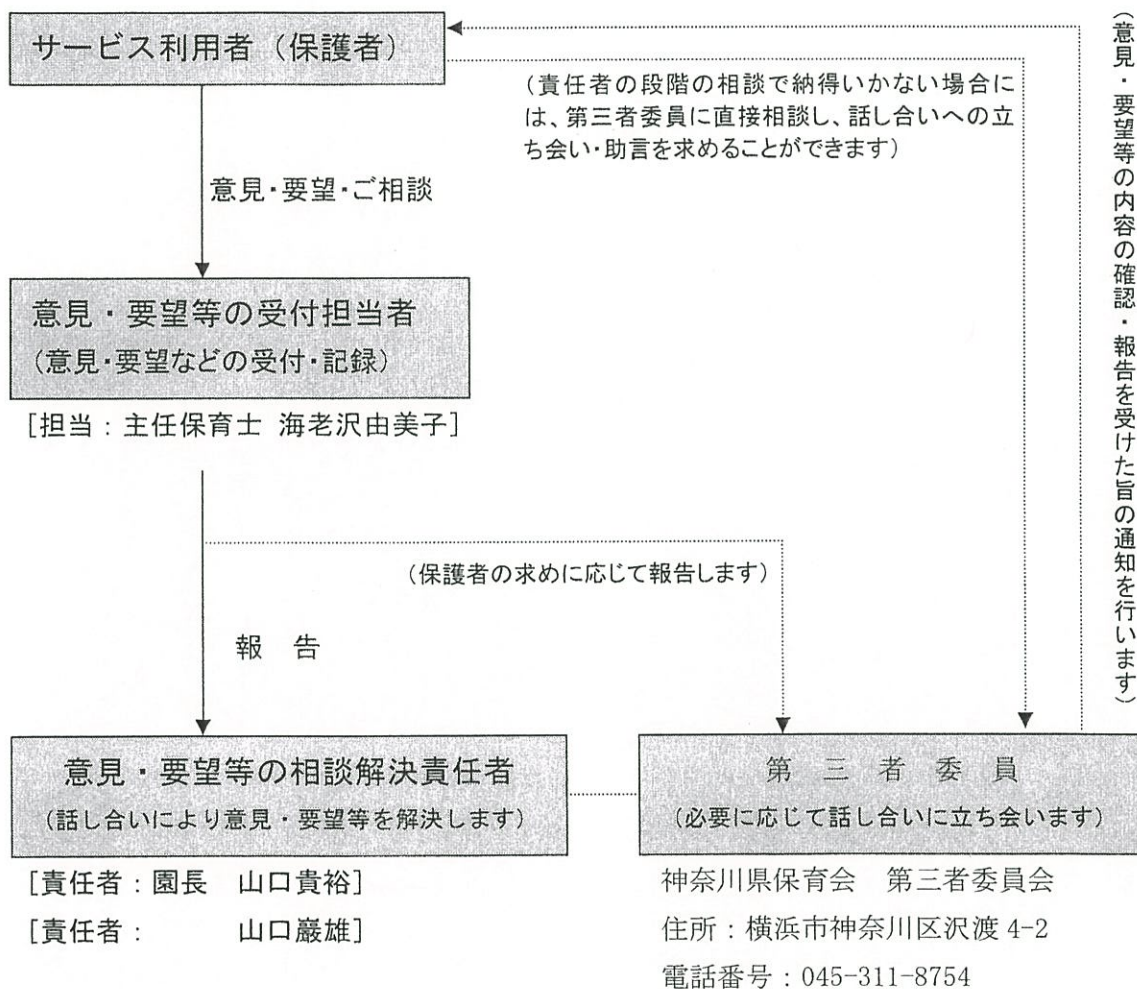 サービス利用者（保護者）
（責任者の段階の相談で納得いかない場合に
は、第三者委員に直接相談し、話し合いへの立
ち会い・助言を求めることができます）
（意見・要望等の内容の確認・報告を受けた旨の通知を行います）
意見・要望・ご相談
意見・要望等の受付担当者
（意見・要望などの受付・記録）
［担当：主任保育士 海老沢由美子］
（保護者の求めに応じて報告します）
報 告
意見・要望等の相談解決責任者
（話し合いにより意見・要望等を解決します）
［責任者：園長　山口貴裕］
［責任者：　　　山口巖雄］
第 三 者 委 員
（必要に応じて話し合いに立ち会います）
神奈川県保育会　第三者委員会
住所：横浜市神奈川区沢渡 4-2
電話番号：045-311-8754